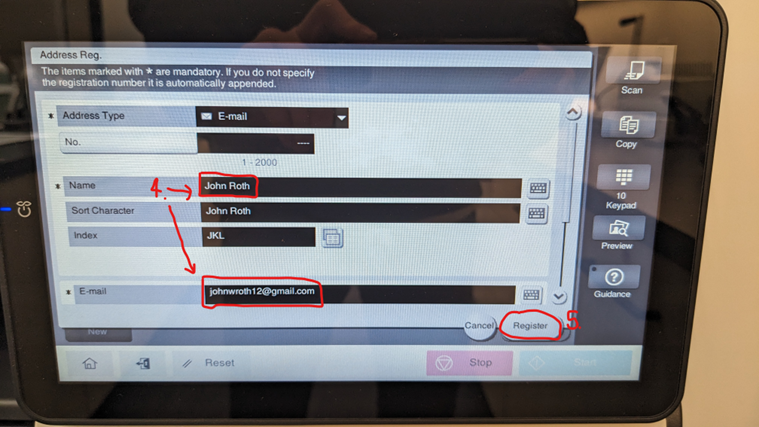 Address Reg.
The items marked with * are mandatory. If you do not specify
the registration number it is automatically appended.
* Address Type E-mail
No. ----
1 - 2000
* Name John Roth
4.
Sort Character John Roth
Index JKL
* E-mail johnwroth12@gmail.com
Cancel Register 5
New
Reset Stop Start
Scan
Copy
10
Keypad
Preview
?
Guidance